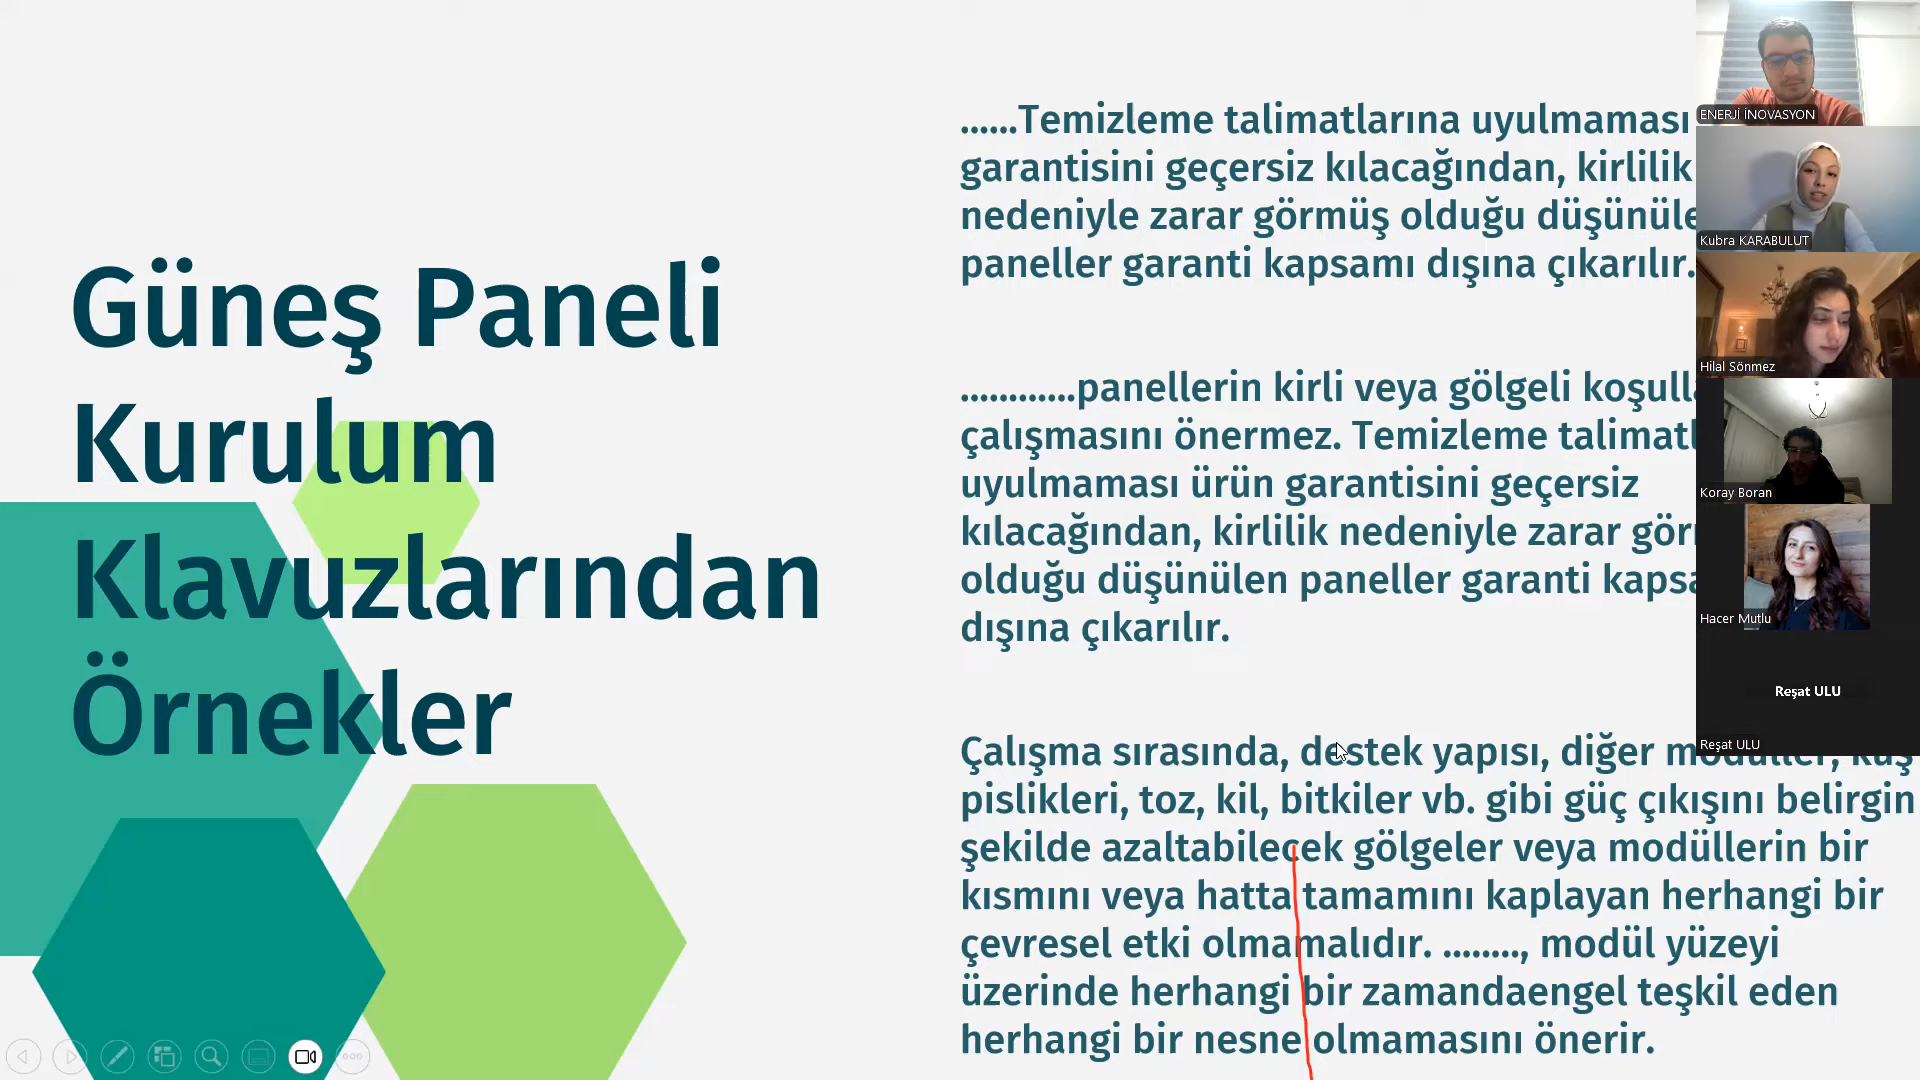 Güneş Paneli
Kurulum
Klavuzlarından
Örnekler
......Temizleme talimatlarına uyulmaması
garantisini geçersiz kılacağından, kirlilik
nedeniyle zarar görmüş olduğu
paneller garanti kapsamı dışına çıkarılır.
............panellerin kirli veya gölgeli
çalışmasını önermez. Temizleme
uyulmaması ürün garantisini geçersiz
kılacağından, kirlilik nedeniyle zarar
olduğu düşünülen paneller garanti
dışına çıkarılır.
Çalışma sırasında, destek yapısı, diğer modüller, kuş
pislikleri, toz, kil, bitkiler vb. gibi güç çıkışını belirgin
şekilde azaltabilecek gölgeler veya modüllerin bir
kısmını veya hatta tamamını kaplayan herhangi bir
çevresel etki olmamalıdır. ........, modül yüzeyi
üzerinde herhangi bir zamandaengel teşkil eden
herhangi bir nesne olmamasını önerir.
ENERJİ İNOVASYON
Kubra KARABULUT
Hilal Sönmez
Koray Boran
Hacer Mutlu
Reşat ULU
Reşat ULU